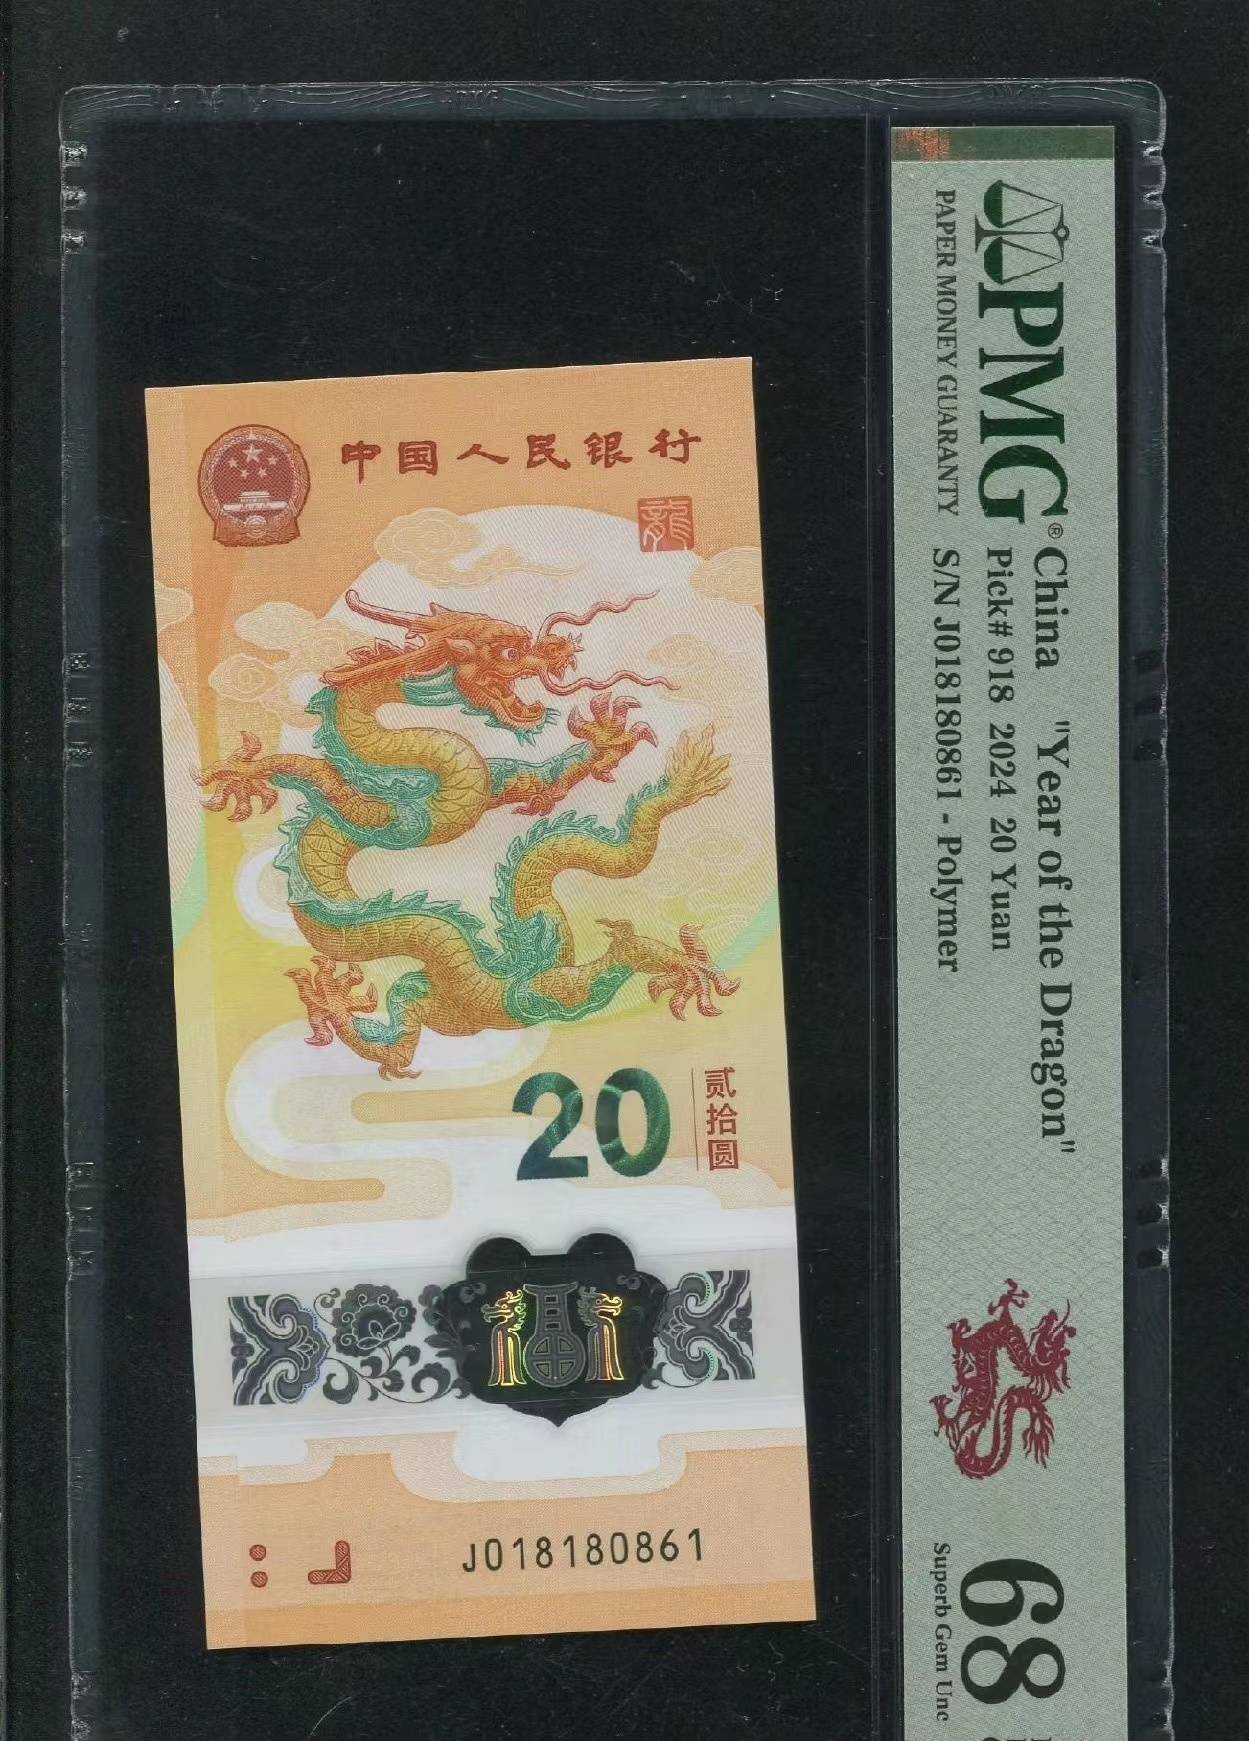 中国人民银行
龍
20
贰拾圆
J018180861
PMG®
PAPER MONEY GUARANTY
China "Year of the Dragon"
Pick# 918 2024 20 Yuan
S/N J018180861 - Polymer
68
Superb Gem Unc